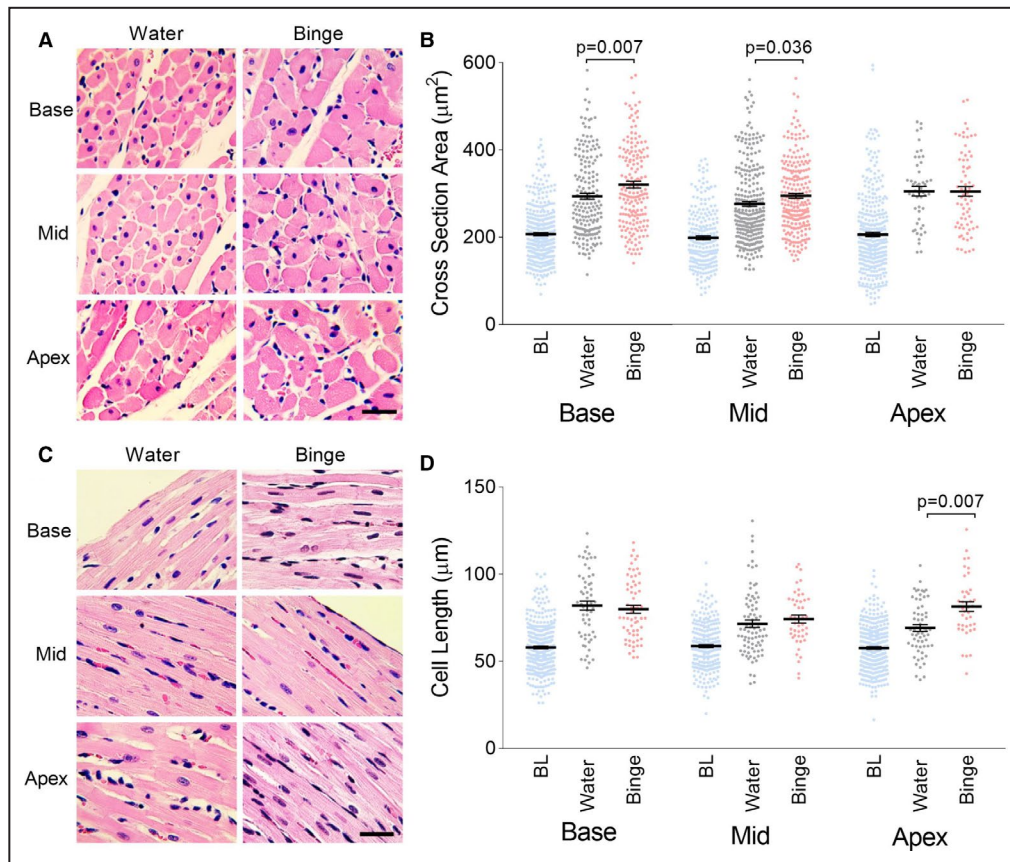 A
Water
Binge
Base
Mid
Apex
B
p=0.007
p=0.036
Cross Section Area (μm²)
600
400
200
0
BL
Water
Binge
BL
Water
Binge
BL
Water
Binge
Base
Mid
Apex
C
Water
Binge
Base
Mid
Apex
D
p=0.007
Cell Length (μm)
150
100
50
0
BL
Water
Binge
BL
Water
Binge
BL
Water
Binge
Base
Mid
Apex